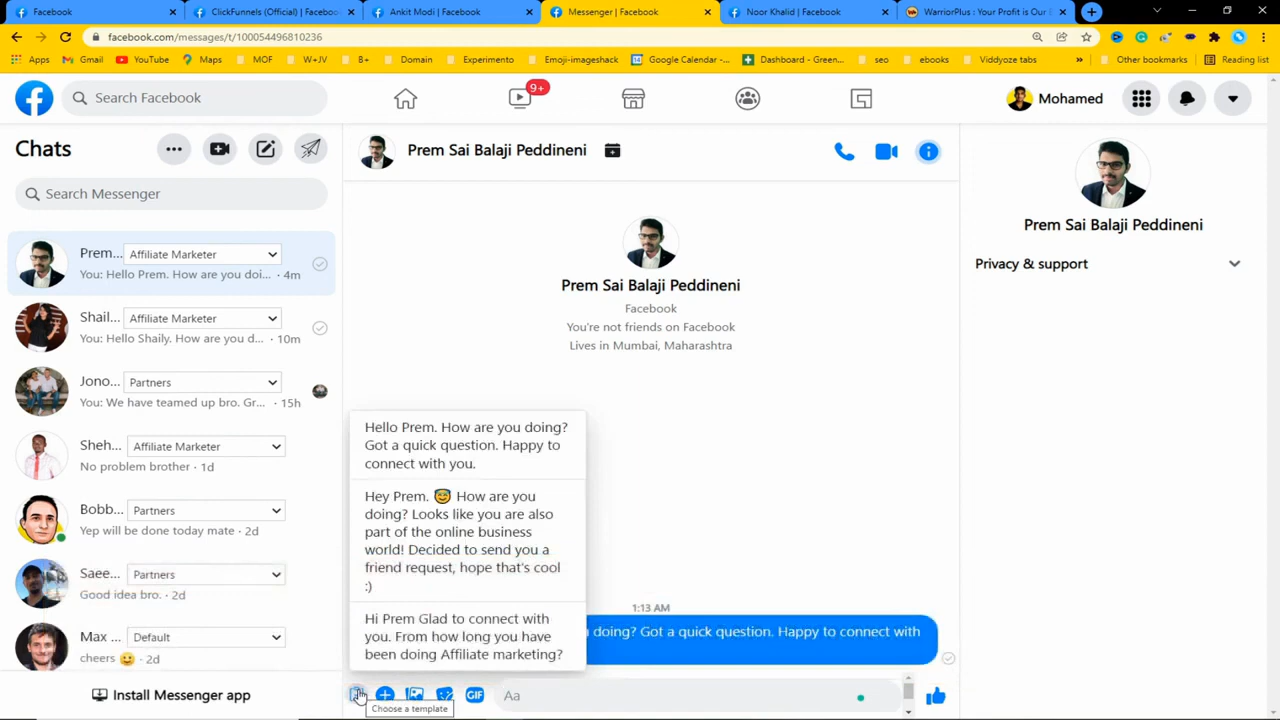 Facebook
ClickFunnels (Official) | Facebo
Ankit Modi | Facebook
Messenger | Facebook
Noor Khalid | Facebook
WarriorPlus : Your Profit is Our
facebook.com/messages/t/100054496810236
Apps
Gmail
YouTube
Maps
MOF
W+JV
B+
Domain
Experimento
Emoji-imageshack
Google Calendar -...
Dashboard - Green...
seo
ebooks
Viddyoze tabs
Other bookmarks
Reading list
Search Facebook
9+
Mohamed
Chats
Search Messenger
Prem... Affiliate Marketer
You: Hello Prem. How are you doi... · 4m
Shail... Affiliate Marketer
You: Hello Shaily. How are you d... · 10m
Jono... Partners
You: We have teamed up bro. Gr... · 15h
Sheh... Affiliate Marketer
No problem brother · 1d
Bobb... Partners
Yep will be done today mate · 2d
Saee... Partners
Good idea bro. · 2d
Max ... Default
cheers 😀 · 2d
Install Messenger app
Prem Sai Balaji Peddineni
Prem Sai Balaji Peddineni
Facebook
You're not friends on Facebook
Lives in Mumbai, Maharashtra
Hello Prem. How are you doing?
Got a quick question. Happy to
connect with you.
Hey Prem. 😇 How are you
doing? Looks like you are also
part of the online business
world! Decided to send you a
friend request, hope that's cool
:)
Hi Prem Glad to connect with
you. From how long you have
been doing Affiliate marketing?
1:13 AM
doing? Got a quick question. Happy to connect with
GIF
Aa
Choose a template
Prem Sai Balaji Peddineni
Privacy & support